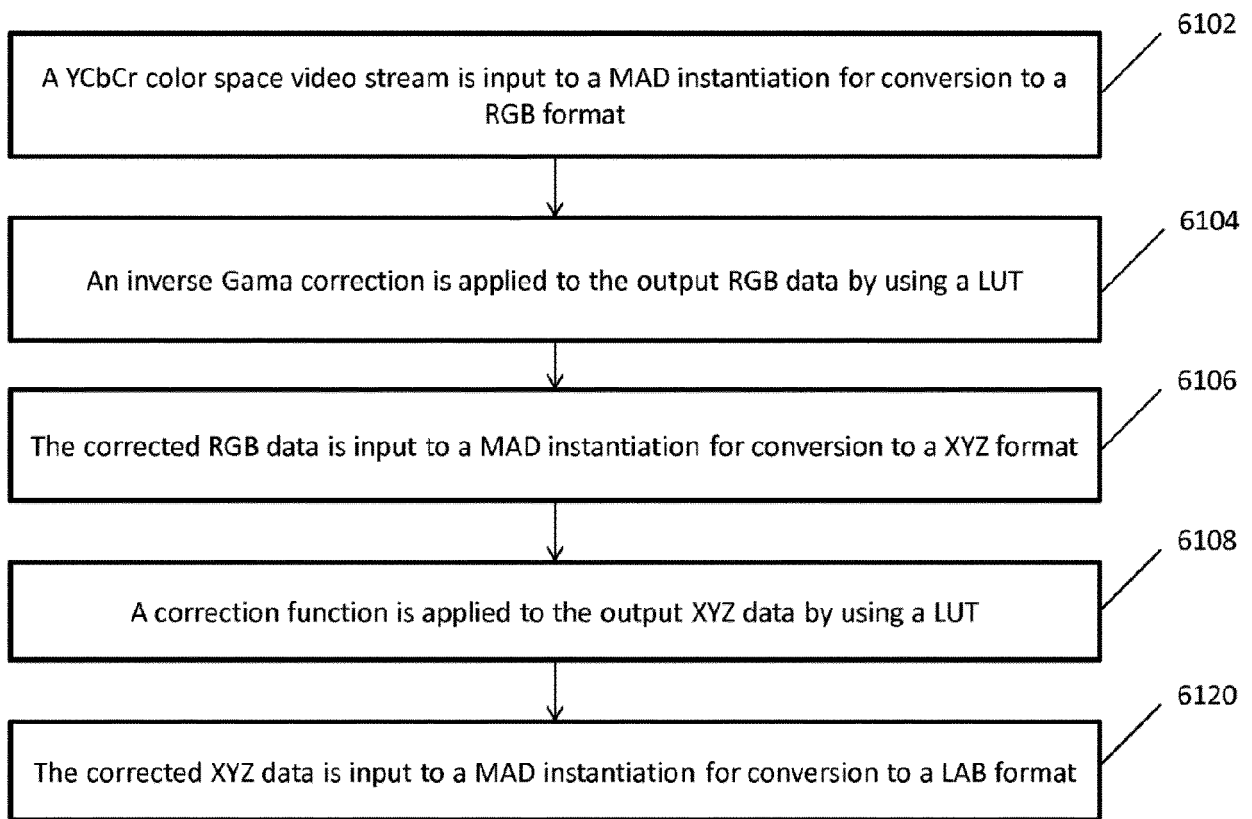 6102
A YCbCr color space video stream is input to a MAD instantiation for conversion to a
RGB format
6104
An inverse Gama correction is applied to the output RGB data by using a LUT
6106
The corrected RGB data is input to a MAD instantiation for conversion to a XYZ format
6108
A correction function is applied to the output XYZ data by using a LUT
6120
The corrected XYZ data is input to a MAD instantiation for conversion to a LAB format